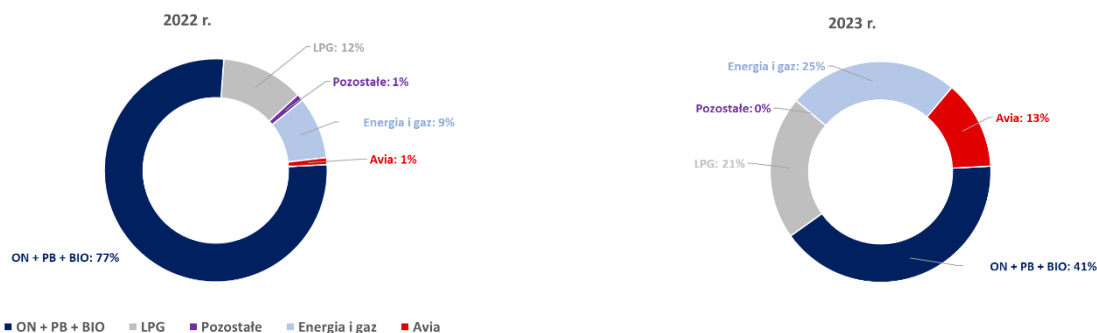 2022 r.
LPG: 12%
Pozostałe: 1%
Energia i gaz: 9%
Avia: 1%
ON + PB + BIO: 77%
2023 r.
Energia i gaz: 25%
Avia: 13%
Pozostałe: 0%
LPG: 21%
ON + PB + BIO: 41%
ON + PB + BIO LPG Pozostałe Energia i gaz Avia